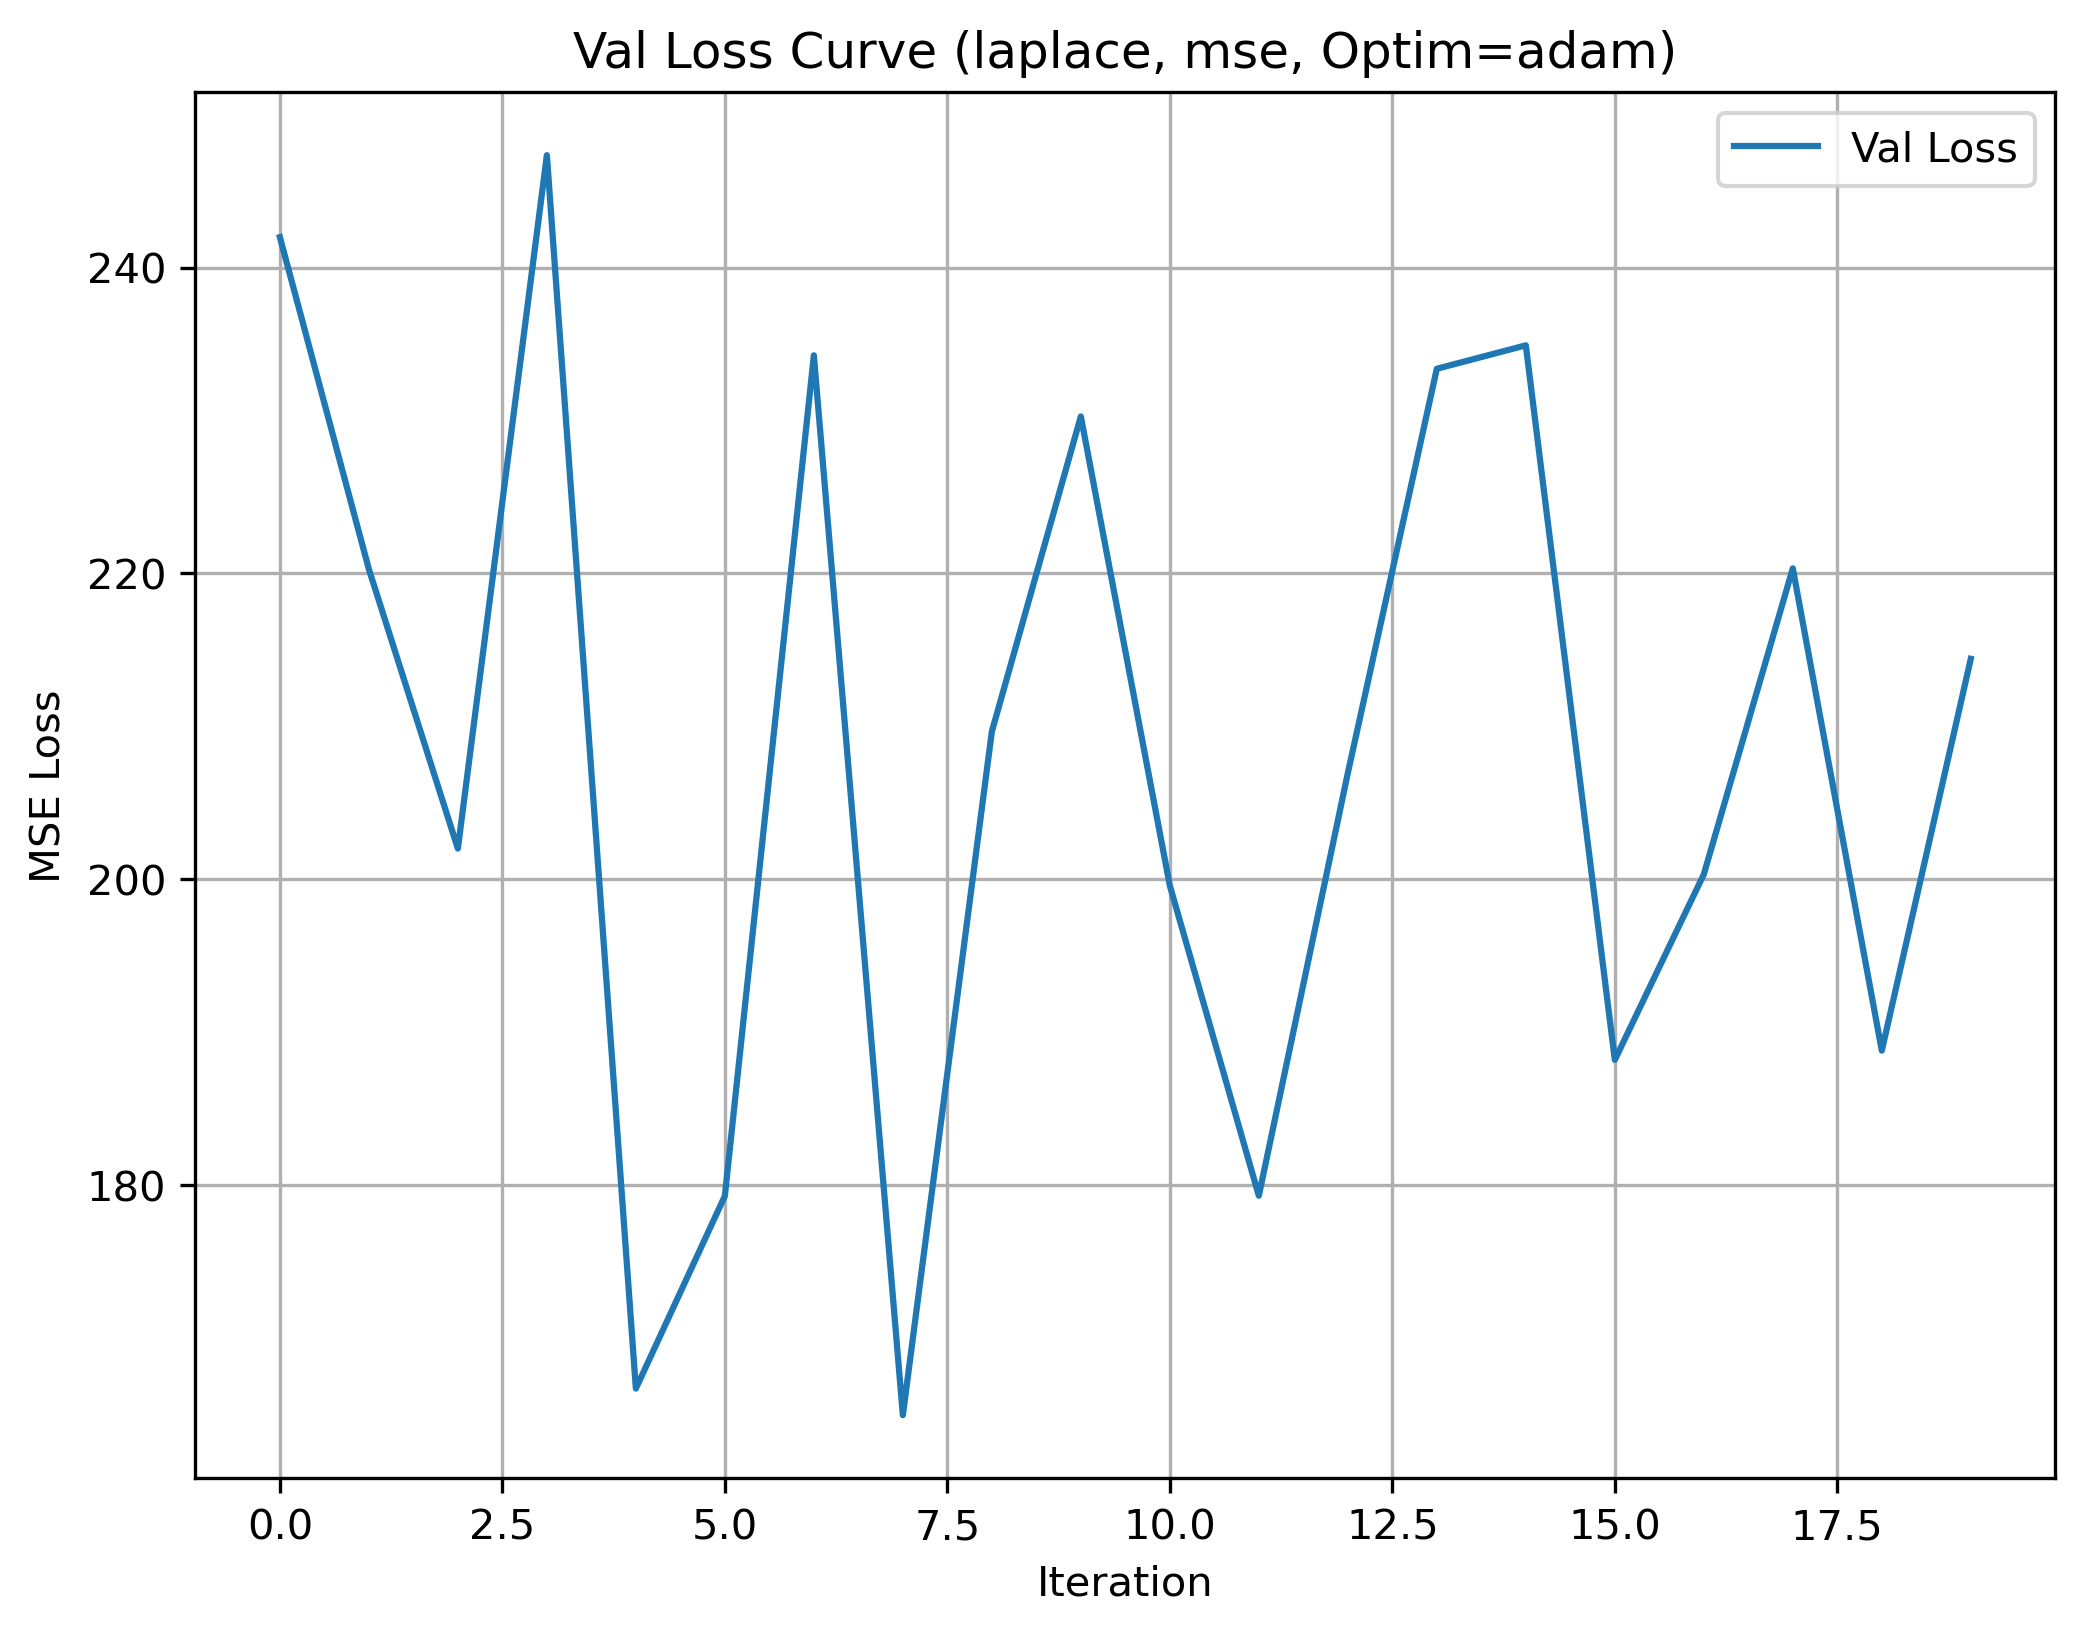 Val Loss Curve (laplace, mse, Optim=adam)
Val Loss
240
220
200
180
MSE Loss
0.0 2.5 5.0 7.5 10.0 12.5 15.0 17.5
Iteration